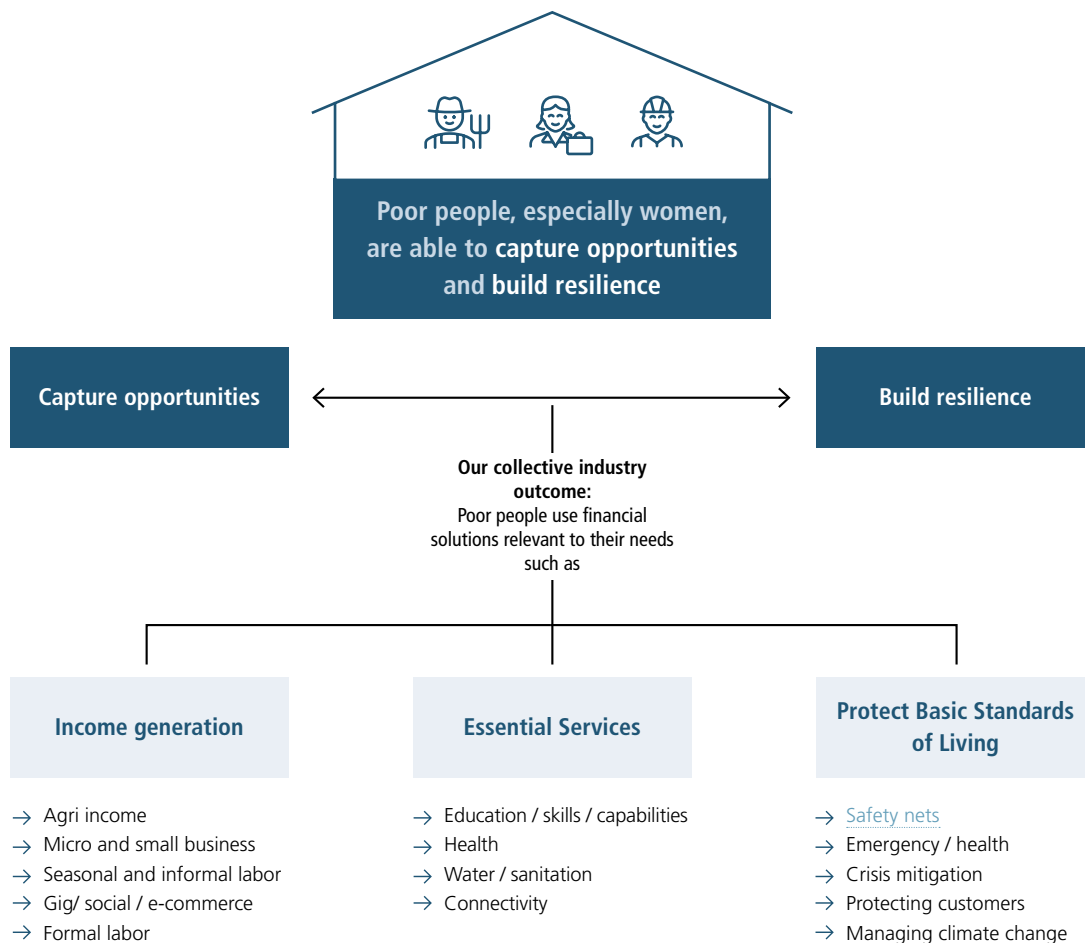 Poor people, especially women,
are able to capture opportunities
and build resilience
Capture opportunities
Build resilience
Our collective industry
outcome:
Poor people use financial
solutions relevant to their needs
such as
Income generation
→ Agri income
→ Micro and small business
→ Seasonal and informal labor
→ Gig/ social / e-commerce
→ Formal labor
Essential Services
→ Education / skills / capabilities
→ Health
→ Water / sanitation
→ Connectivity
Protect Basic Standards
of Living
→ Safety nets
→ Emergency / health
→ Crisis mitigation
→ Protecting customers
→ Managing climate change